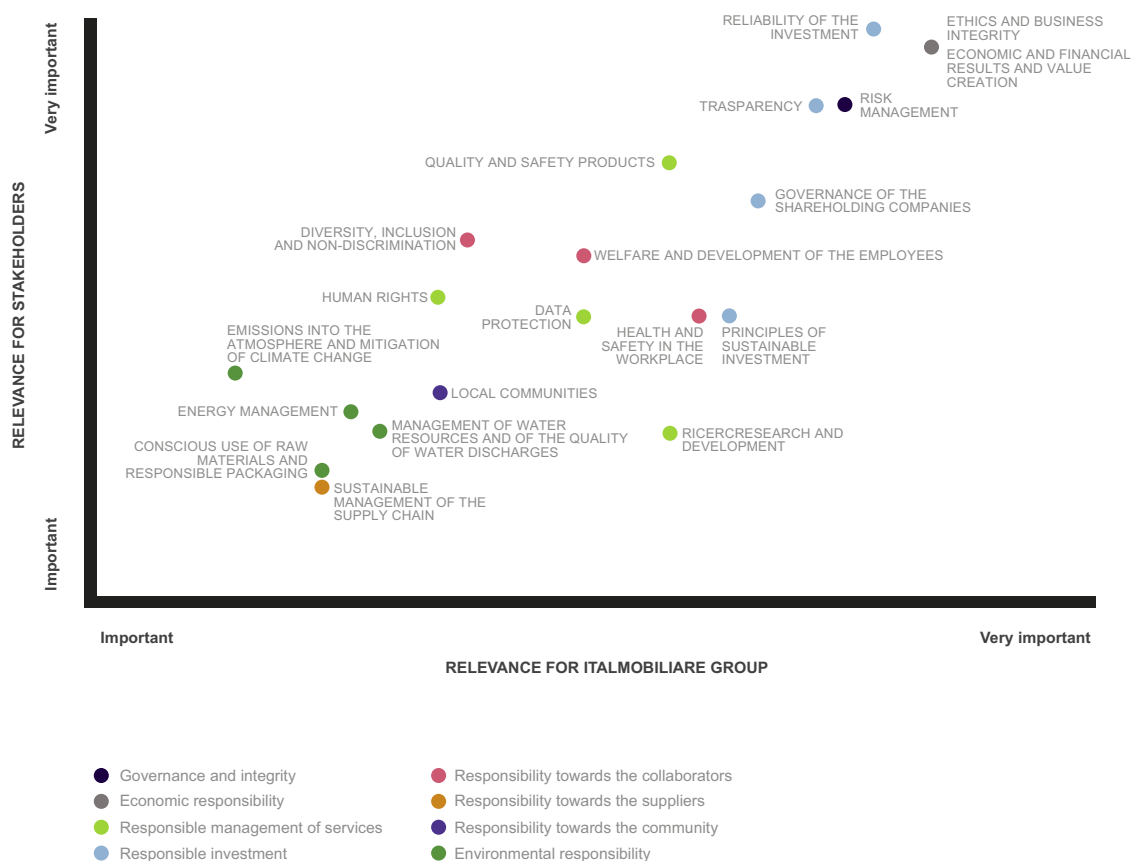 RELIABILITY OF THE
INVESTMENT
ETHICS AND BUSINESS
INTEGRITY
ECONOMIC AND FINANCIAL
RESULTS AND VALUE
CREATION
Very important
TRASPARENCY
RISK
MANAGEMENT
QUALITY AND SAFETY PRODUCTS
GOVERNANCE OF THE
SHAREHOLDING COMPANIES
RELEVANCE FOR STAKEHOLDERS
DIVERSITY, INCLUSION
AND NON-DISCRIMINATION
WELFARE AND DEVELOPMENT OF THE EMPLOYEES
HUMAN RIGHTS
DATA
PROTECTION
HEALTH AND
SAFETY IN THE
WORKPLACE
PRINCIPLES OF
SUSTAINABLE
INVESTMENT
EMISSIONS INTO THE
ATMOSPHERE AND MITIGATION
OF CLIMATE CHANGE
LOCAL COMMUNITIES
ENERGY MANAGEMENT
MANAGEMENT OF WATER
RESOURCES AND OF THE QUALITY
OF WATER DISCHARGES
RICERCRESEARCH AND
DEVELOPMENT
CONSCIOUS USE OF RAW
MATERIALS AND
RESPONSIBLE PACKAGING
SUSTAINABLE
MANAGEMENT OF THE
SUPPLY CHAIN
Important
Important
Very important
RELEVANCE FOR ITALMOBILIARE GROUP
Governance and integrity
Economic responsibility
Responsible management of services
Responsible investment
Responsibility towards the collaborators
Responsibility towards the suppliers
Responsibility towards the community
Environmental responsibility